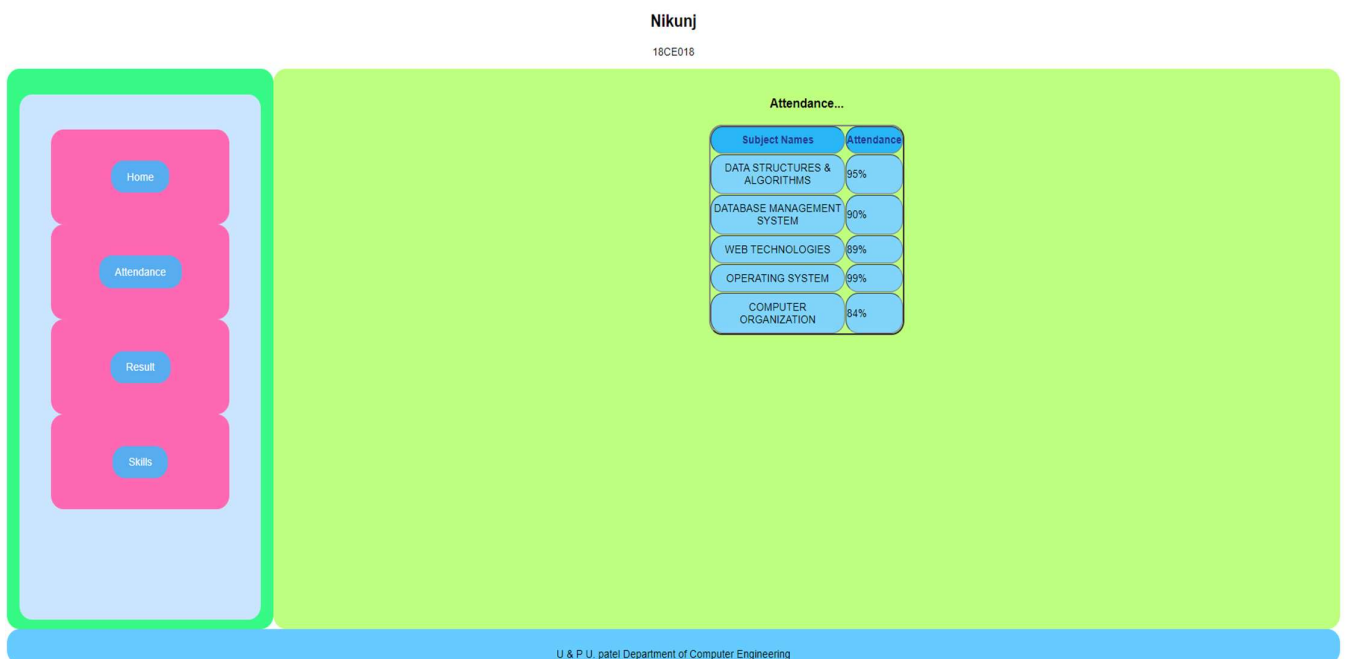 Nikunj
18CE018
Home
Attendance
Result
Skills
Attendance...
Subject Names Attendance
DATA STRUCTURES &
ALGORITHMS 95%
DATABASE MANAGEMENT
SYSTEM 90%
WEB TECHNOLOGIES 89%
OPERATING SYSTEM 99%
COMPUTER
ORGANIZATION 84%
U & P U. patel Department of Computer Engineering